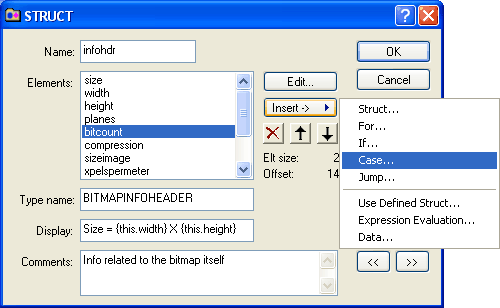 STRUCT
Name: infohdr
OK
Elements:
size
width
height
planes
bitcount
compression
sizeimage
xpelspermeter
Edit...
Cancel
Insert ->
Struct...
For...
If...
Case...
Jump...
Use Defined Struct...
Expression Evaluation...
Data...
Elt size: 2
Offset: 14
Type name: BITMAPINFOHEADER
Display: Size = {this.width} X {this.height}
Comments: Info related to the bitmap itself
<< >>